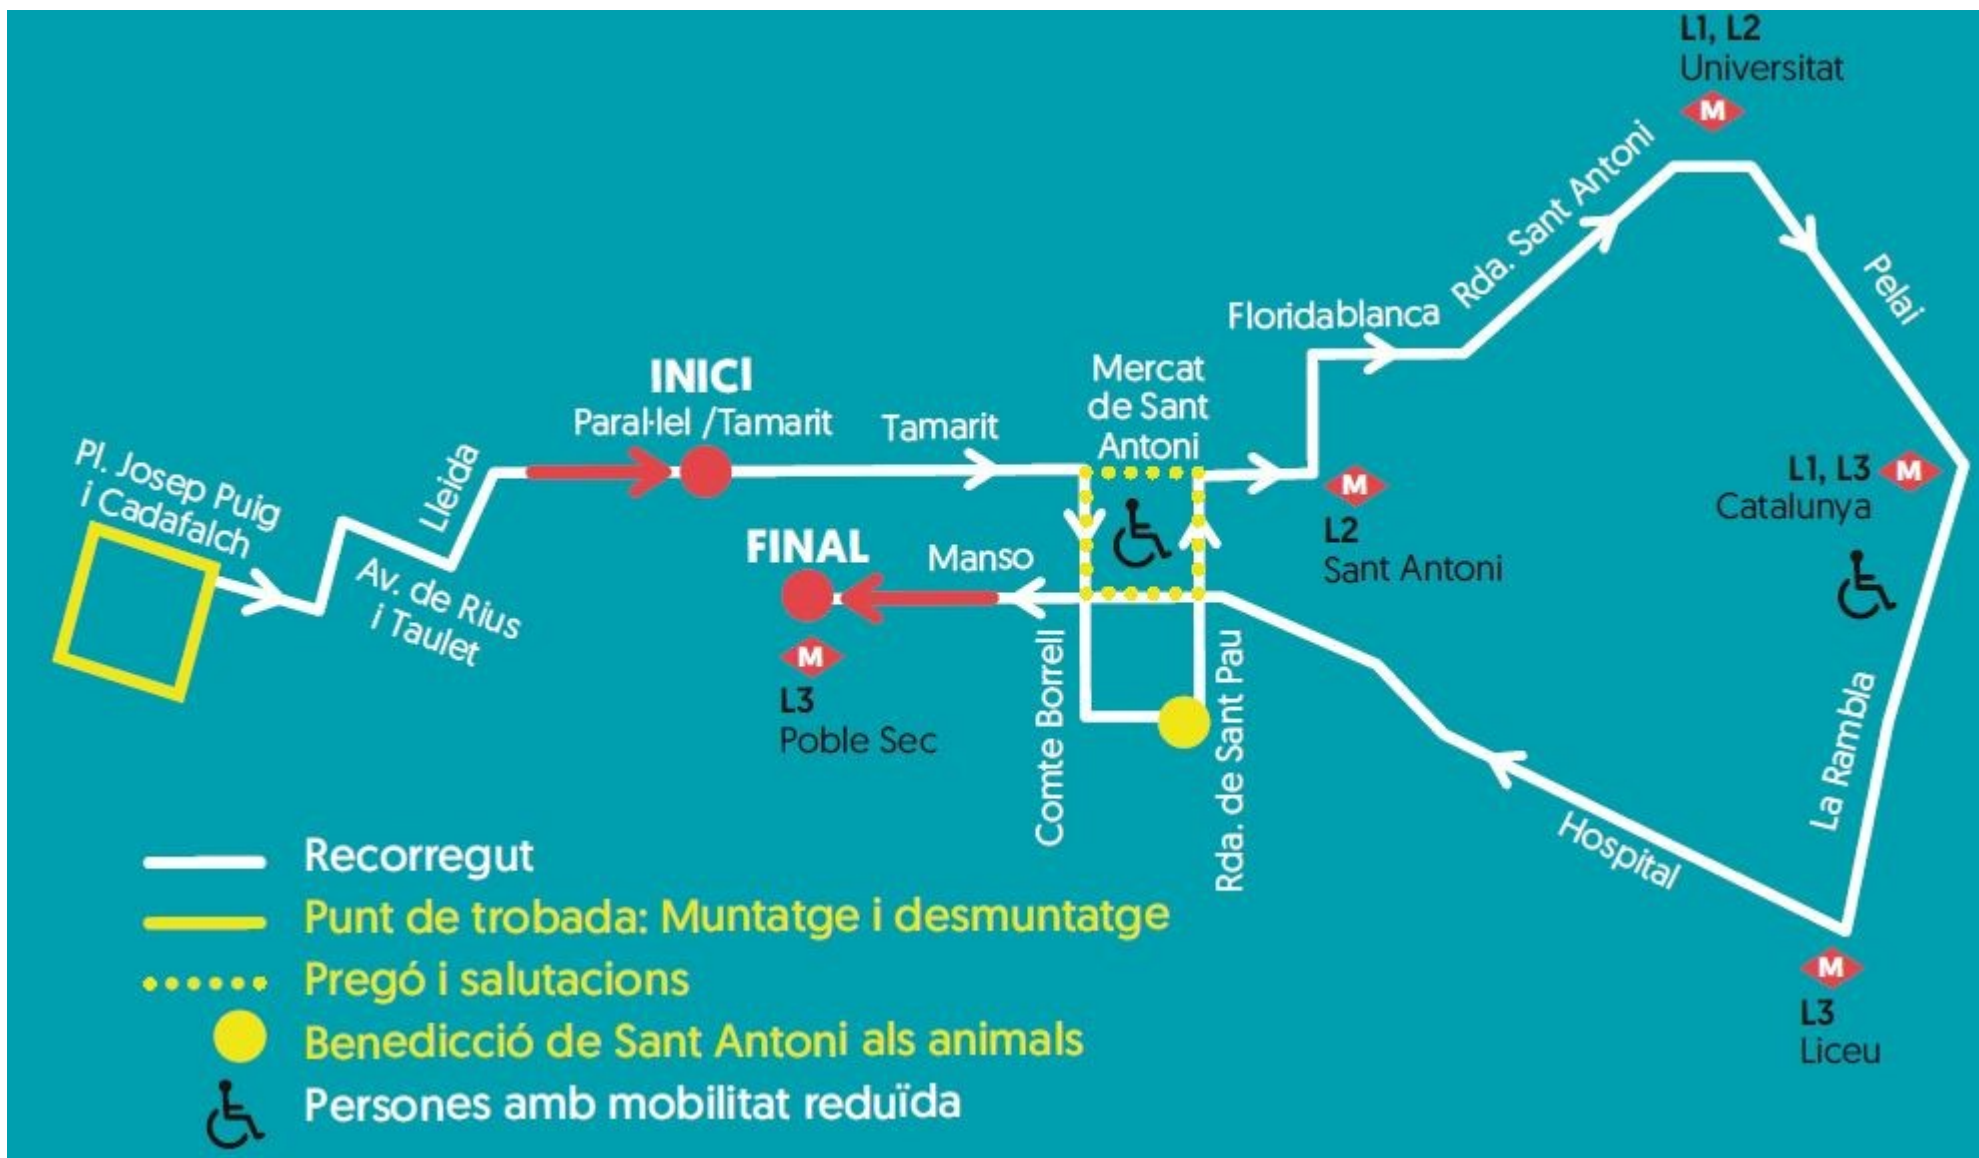 L1, L2
Universitat
M
Rda. Sant Antoni
Pelai
Floridablanca
INICI
Paral·lel /Tamarit
Tamarit
Mercat
de Sant
Antoni
Pl. Josep Puig
i Cadafalch
Lleida
Av. de Rius
i Taulet
FINAL
Manso
M
L3
Poble Sec
M
L2
Sant Antoni
L1, L3
M
Catalunya
Comte Borrell
Rda. de Sant Pau
La Rambla
Hospital
M
L3
Liceu
Recorregut
Punt de trobada: Muntatge i desmuntatge
Pregó i salutacions
Benedicció de Sant Antoni als animals
Persones amb mobilitat reduïda